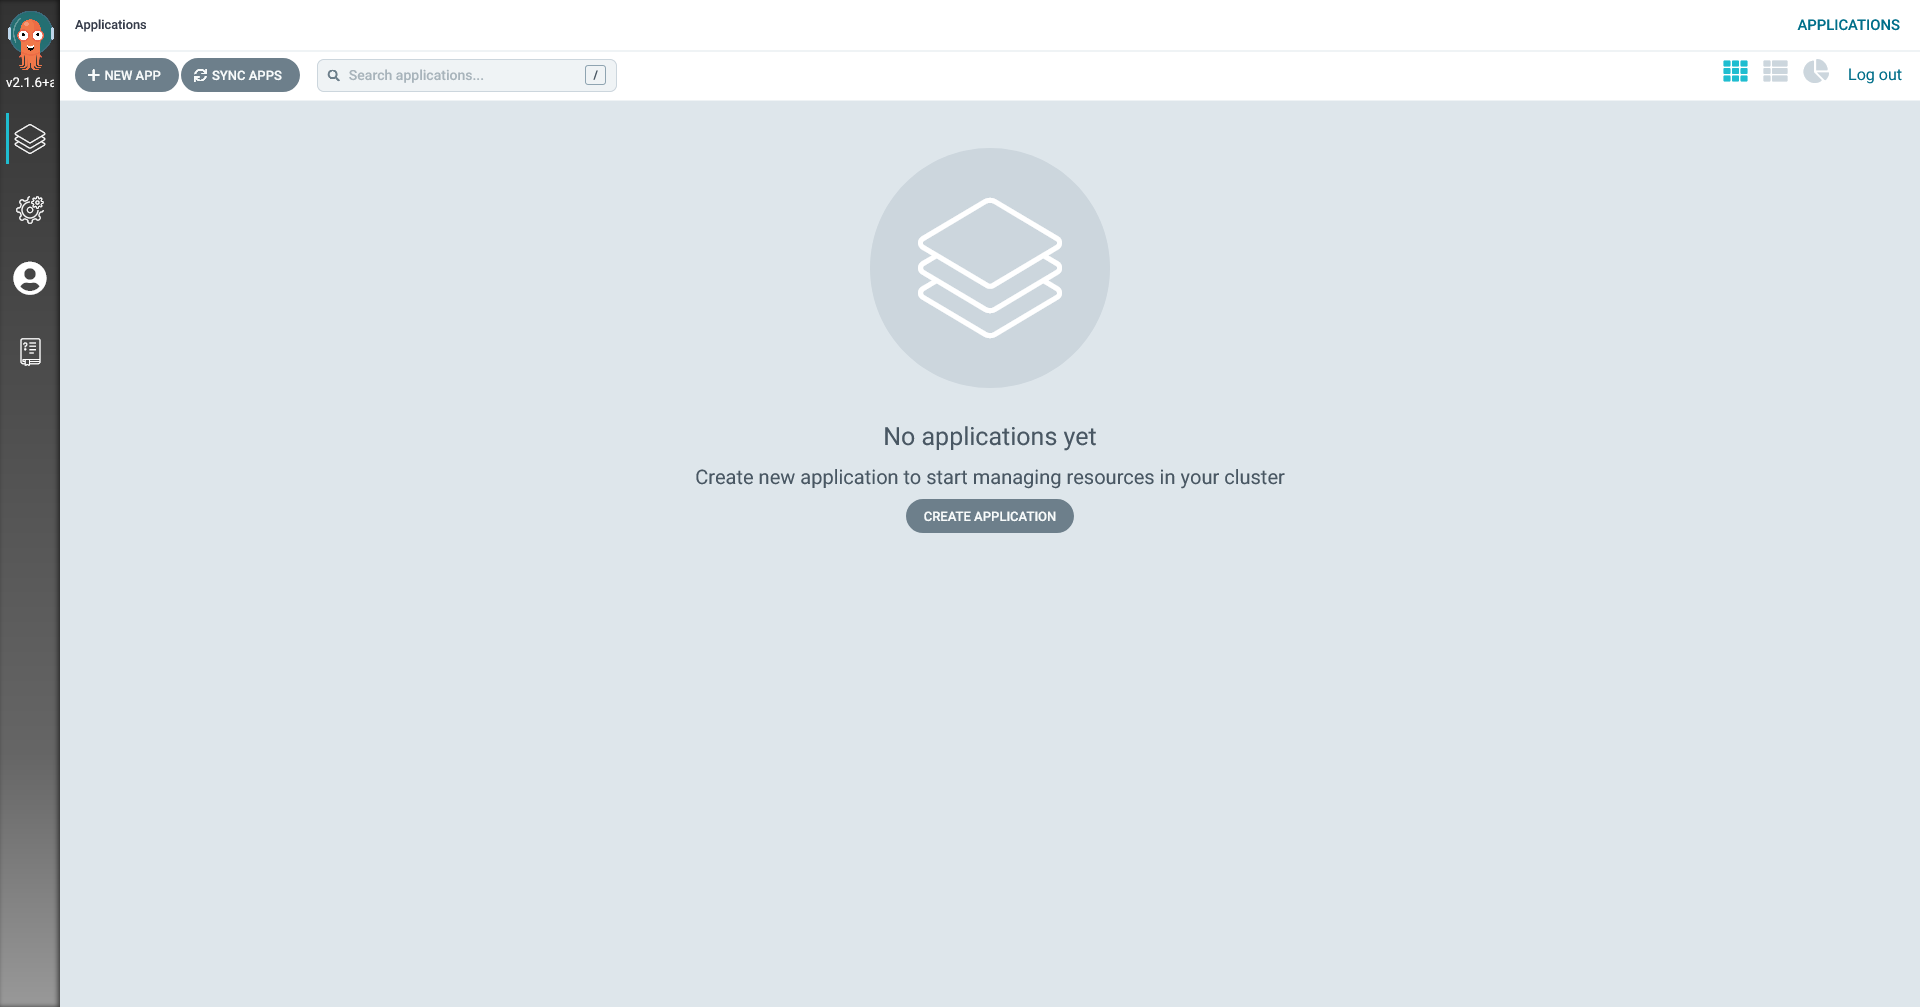 Applications
APPLICATIONS
NEW APP
SYNC APPS
Search applications...
/
Log out
v2.1.6+a
No applications yet
Create new application to start managing resources in your cluster
CREATE APPLICATION